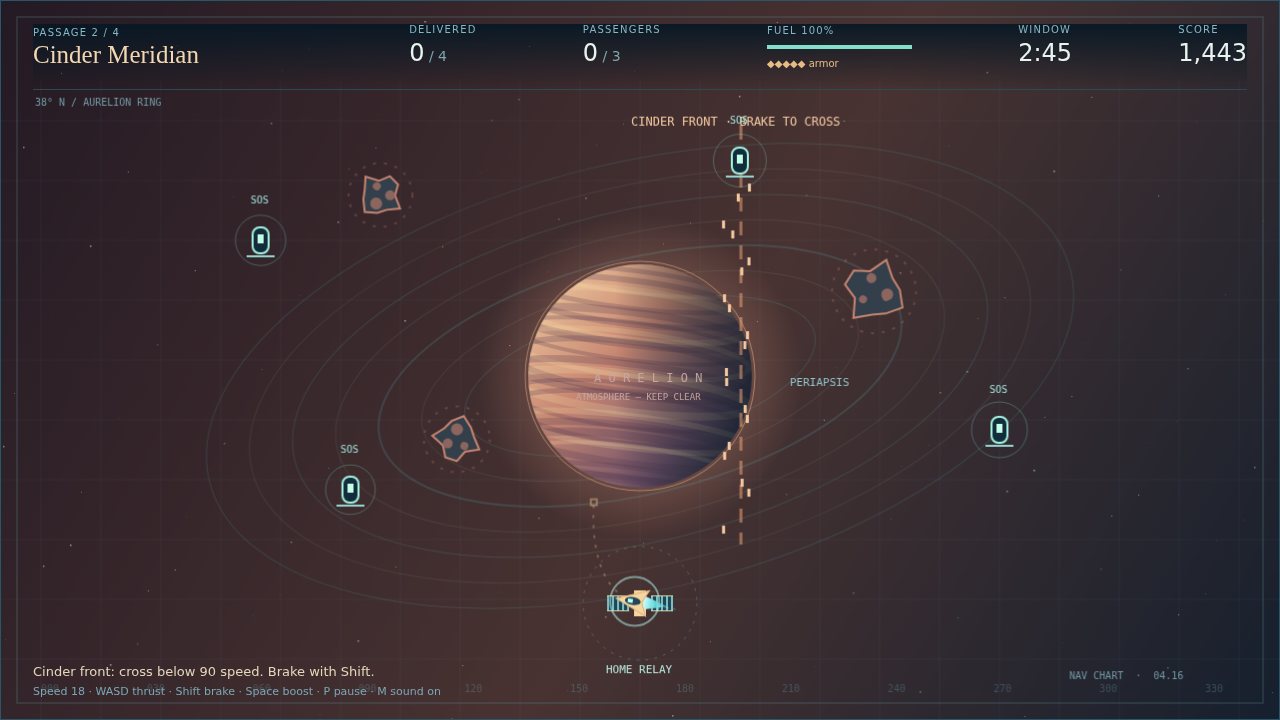 PASSAGE 2 / 4
Cinder Meridian
DELIVERED
0 / 4
PASSENGERS
0 / 3
FUEL 100%
◆◆◆◆◆ armor
WINDOW
2:45
SCORE
1,443
38° N / AURELION RING
CINDER FRONT · BRAKE TO CROSS
SOS
SOS
AURELION
ATMOSPHERE — KEEP CLEAR
PERIAPSIS
SOS
SOS
HOME RELAY
Cinder front: cross below 90 speed. Brake with Shift.
Speed 18 · WASD thrust · Shift brake · Space boost · P pause · M sound on
NAV CHART · 04.16
120 150 180 210 240 270 300 330